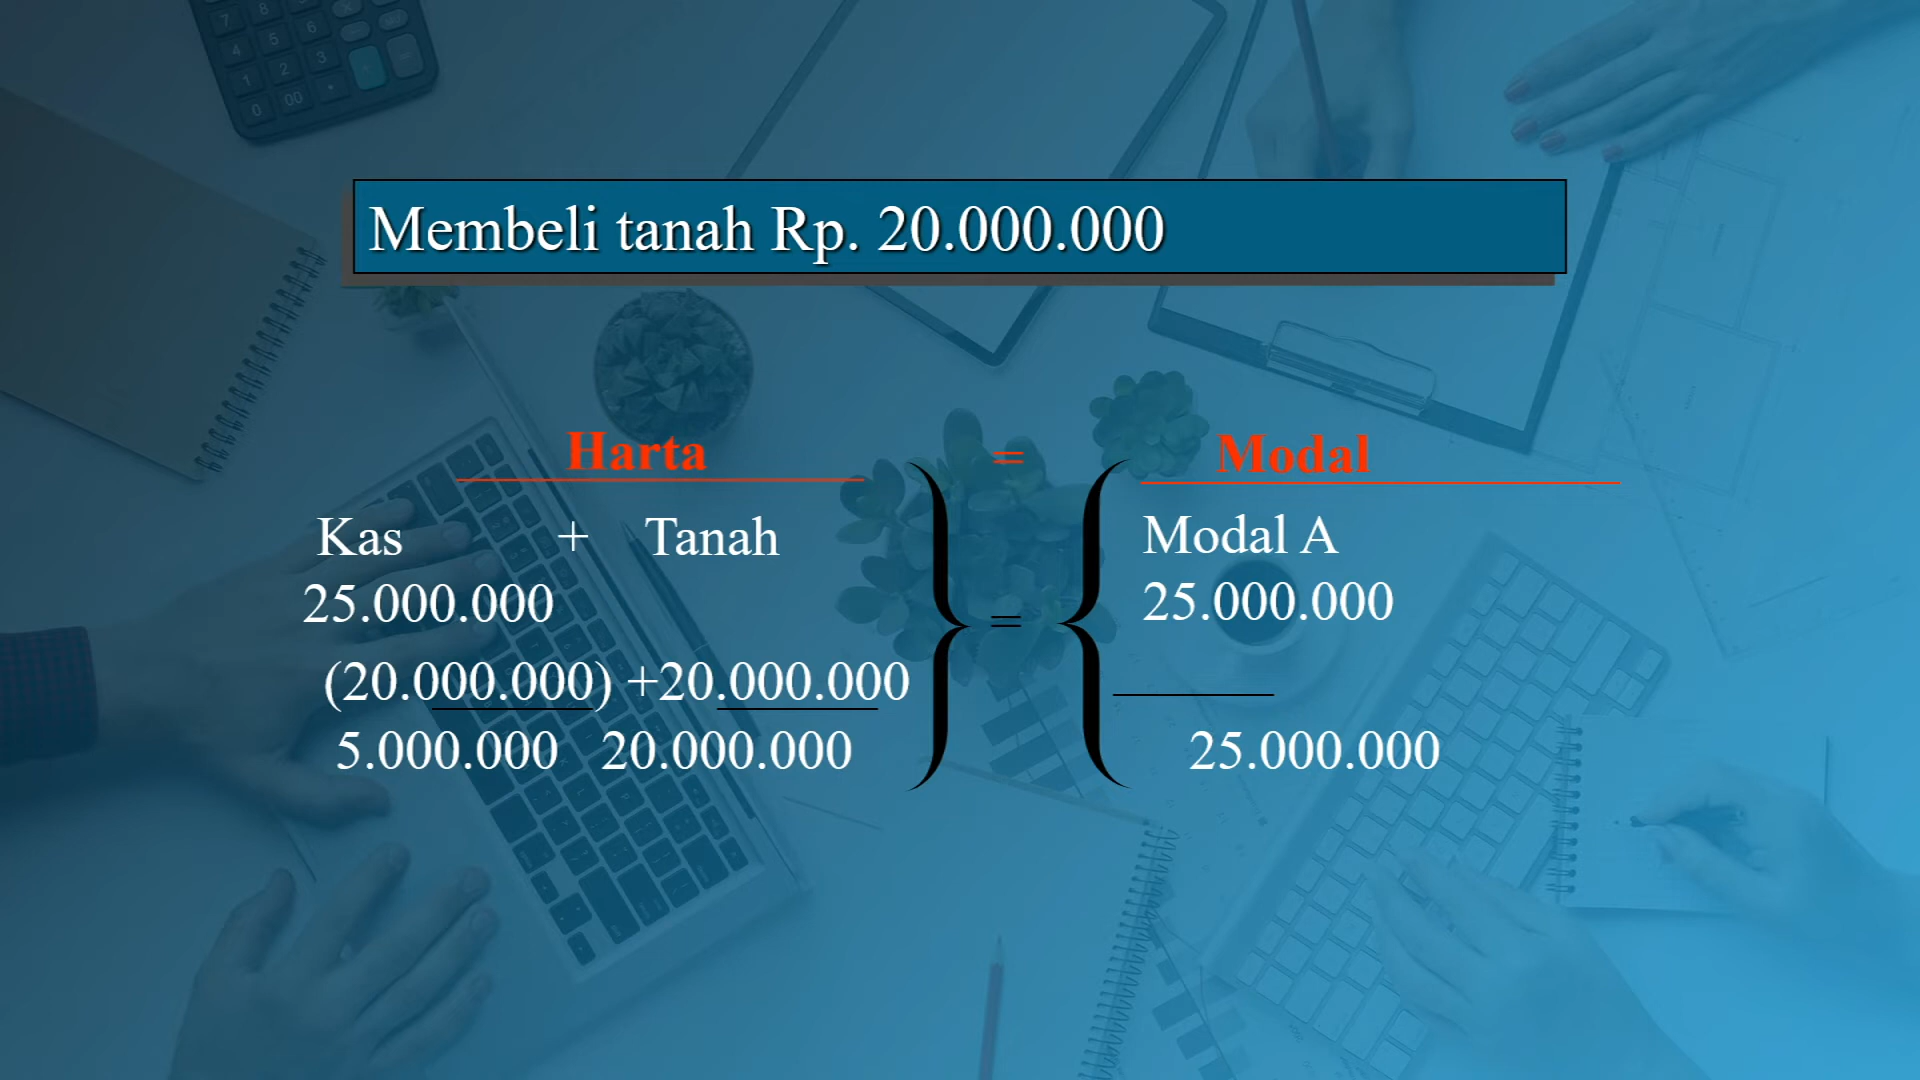 Membeli tanah Rp. 20.000.000
Harta = Modal
Kas + Tanah Modal A
25.000.000 = 25.000.000
(20.000.000) +20.000.000
5.000.000 20.000.000 25.000.000